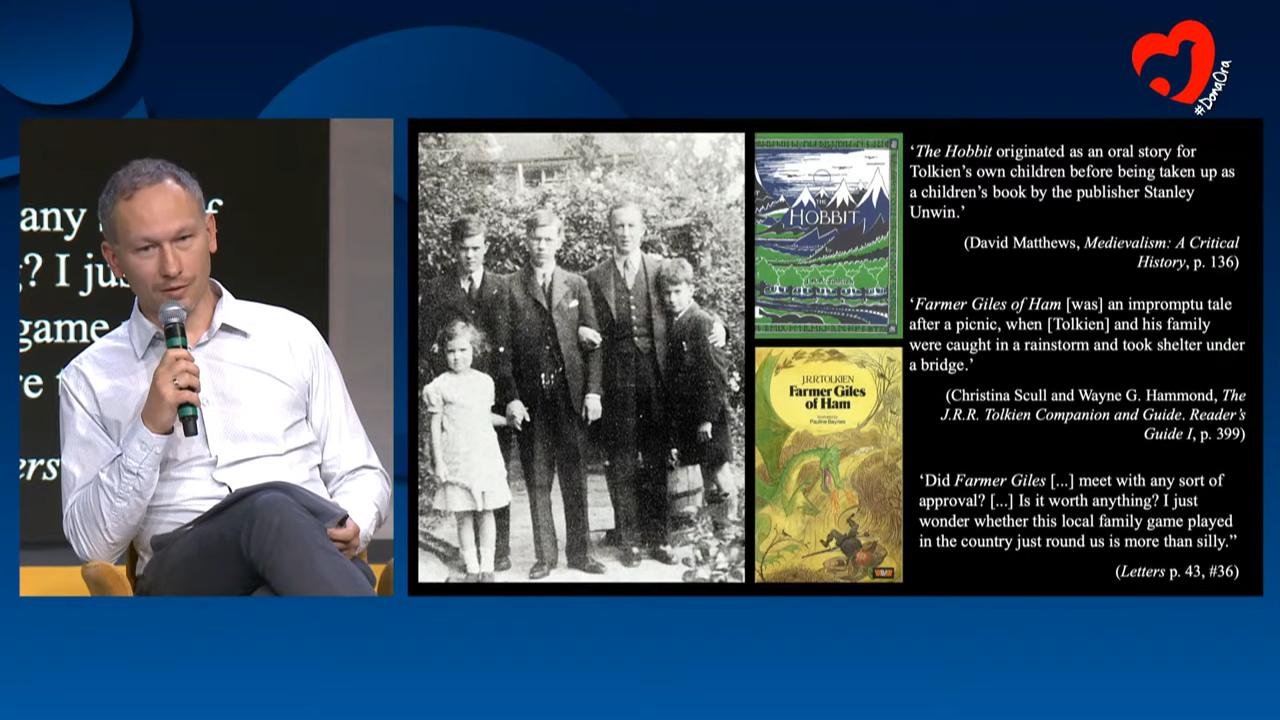 #DonaOra
any
f
? I jus
game
re
ers
THE
HOBBIT
J.R.R. TOLKIEN
Farmer Giles
of Ham
Illustrated by
Pauline Baynes
‘The Hobbit originated as an oral story for
Tolkien’s own children before being taken up as
a children’s book by the publisher Stanley
Unwin.’
(David Matthews, Medievalism: A Critical
History, p. 136)
‘Farmer Giles of Ham [was] an impromptu tale
after a picnic, when [Tolkien] and his family
were caught in a rainstorm and took shelter under
a bridge.’
(Christina Scull and Wayne G. Hammond, The
J.R.R. Tolkien Companion and Guide. Reader’s
Guide I, p. 399)
‘Did Farmer Giles [...] meet with any sort of
approval? [...] Is it worth anything? I just
wonder whether this local family game played
in the country just round us is more than silly.”
(Letters p. 43, #36)